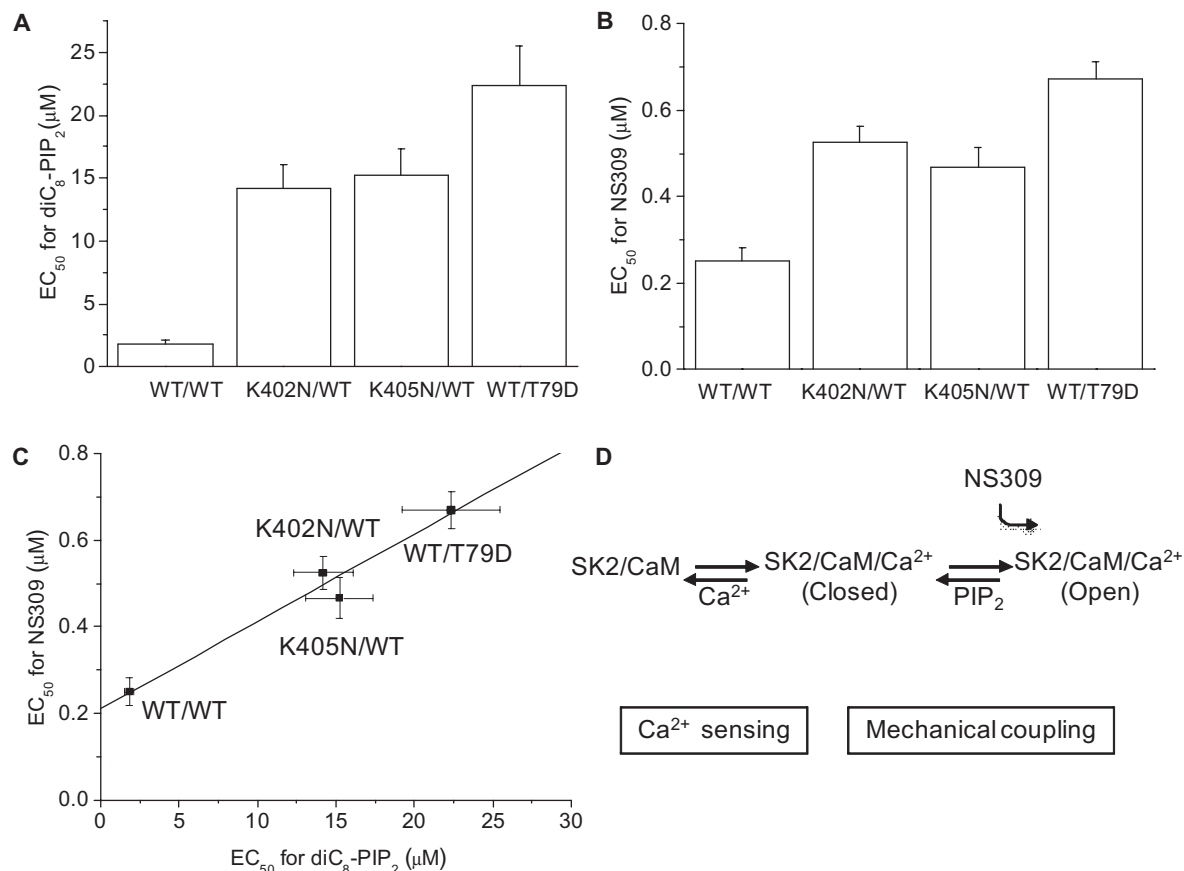 A
EC50 for diC8-PIP2 (μM)
25
20
15
10
5
0
WT/WT K402N/WT K405N/WT WT/T79D
B
EC50 for NS309 (μM)
0.8
0.6
0.4
0.2
0.0
WT/WT K402N/WT K405N/WT WT/T79D
C
EC50 for NS309 (μM)
0.8
0.6
0.4
0.2
0.0
K402N/WT
WT/T79D
K405N/WT
WT/WT
0 5 10 15 20 25 30
EC50 for diC8-PIP2 (μM)
D
NS309
SK2/CaM SK2/CaM/Ca2+ SK2/CaM/Ca2+
Ca2+ (Closed) PIP2 (Open)
Ca2+ sensing Mechanical coupling